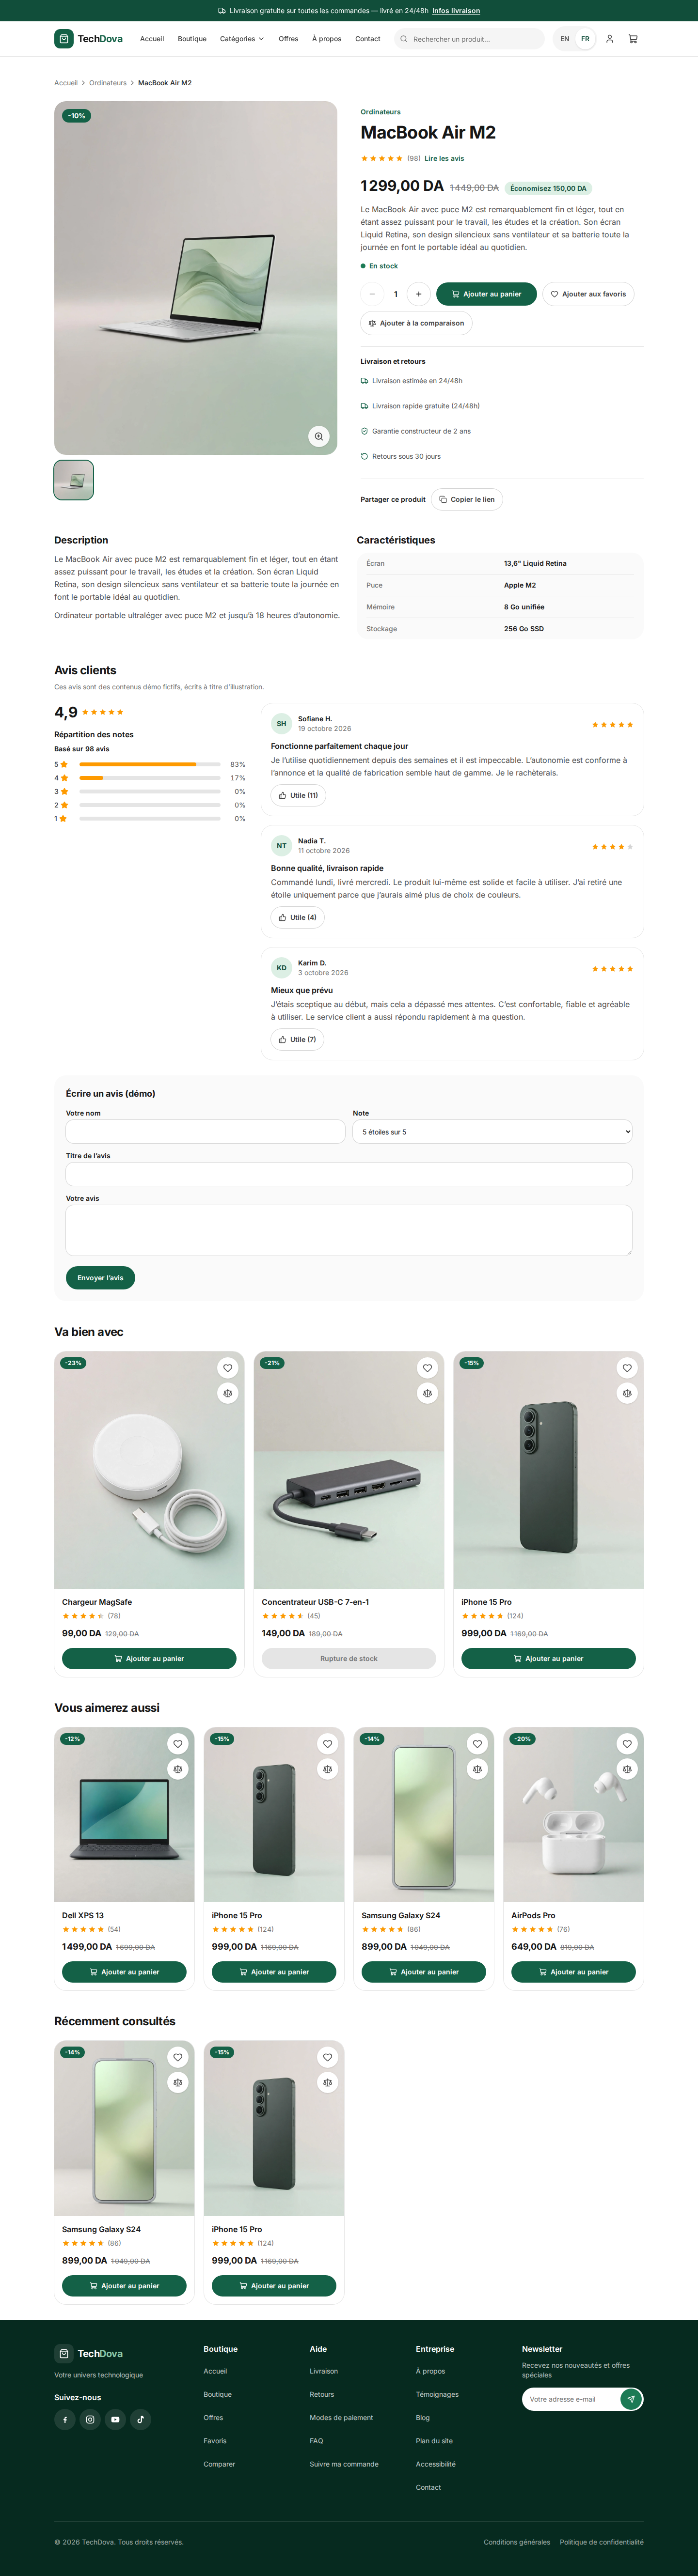 Livraison gratuite sur toutes les commandes — livré en 24/48h Infos livraison
TechDova Accueil Boutique Catégories Offres À propos Contact Rechercher un produit... EN FR
Accueil > Ordinateurs > MacBook Air M2
-10%
Ordinateurs
MacBook Air M2
(98) Lire les avis
1 299,00 DA 1 449,00 DA Économisez 150,00 DA
Le MacBook Air avec puce M2 est remarquablement fin et léger, tout en
étant assez puissant pour le travail, les études et la création. Son écran
Liquid Retina, son design silencieux sans ventilateur et sa batterie toute la
journée en font le portable idéal au quotidien.
En stock
1
Ajouter au panier
Ajouter aux favoris
Ajouter à la comparaison
Livraison et retours
Livraison estimée en 24/48h
Livraison rapide gratuite (24/48h)
Garantie constructeur de 2 ans
Retours sous 30 jours
Partager ce produit Copier le lien
Description
Le MacBook Air avec puce M2 est remarquablement fin et léger, tout en étant
assez puissant pour le travail, les études et la création. Son écran Liquid
Retina, son design silencieux sans ventilateur et sa batterie toute la journée en
font le portable idéal au quotidien.
Ordinateur portable ultraléger avec puce M2 et jusqu’à 18 heures d’autonomie.
Caractéristiques
Écran 13,6" Liquid Retina
Puce Apple M2
Mémoire 8 Go unifiée
Stockage 256 Go SSD
Avis clients
Ces avis sont des contenus démo fictifs, écrits à titre d’illustration.
4,9
Répartition des notes
Basé sur 98 avis
5 83%
4 17%
3 0%
2 0%
1 0%
SH
Sofiane H.
19 octobre 2026
Fonctionne parfaitement chaque jour
Je l’utilise quotidiennement depuis des semaines et il est impeccable. L’autonomie est conforme à
l’annonce et la qualité de fabrication semble haut de gamme. Je le rachèterais.
Utile (11)
NT
Nadia T.
11 octobre 2026
Bonne qualité, livraison rapide
Commandé lundi, livré mercredi. Le produit lui-même est solide et facile à utiliser. J’ai retiré une
étoile uniquement parce que j’aurais aimé plus de choix de couleurs.
Utile (4)
KD
Karim D.
3 octobre 2026
Mieux que prévu
J’étais sceptique au début, mais cela a dépassé mes attentes. C’est confortable, fiable et agréable
à utiliser. Le service client a aussi répondu rapidement à ma question.
Utile (7)
Écrire un avis (démo)
Votre nom Note
5 étoiles sur 5
Titre de l’avis
Votre avis
Envoyer l’avis
Va bien avec
-23% -21% -15%
Chargeur MagSafe Concentrateur USB-C 7-en-1 iPhone 15 Pro
(78) (45) (124)
99,00 DA 129,00 DA 149,00 DA 189,00 DA 999,00 DA 1 169,00 DA
Ajouter au panier Rupture de stock Ajouter au panier
Vous aimerez aussi
-12% -15% -14% -20%
Dell XPS 13 iPhone 15 Pro Samsung Galaxy S24 AirPods Pro
(54) (124) (86) (76)
1 499,00 DA 1 699,00 DA 999,00 DA 1 169,00 DA 899,00 DA 1 049,00 DA 649,00 DA 819,00 DA
Ajouter au panier Ajouter au panier Ajouter au panier Ajouter au panier
Récemment consultés
-14% -15%
Samsung Galaxy S24 iPhone 15 Pro
(86) (124)
899,00 DA 1 049,00 DA 999,00 DA 1 169,00 DA
Ajouter au panier Ajouter au panier
TechDova
Votre univers technologique
Suivez-nous
Boutique
Accueil
Boutique
Offres
Favoris
Comparer
Aide
Livraison
Retours
Modes de paiement
FAQ
Suivre ma commande
Entreprise
À propos
Témoignages
Blog
Plan du site
Accessibilité
Contact
Newsletter
Recevez nos nouveautés et offres
spéciales
Votre adresse e-mail
© 2026 TechDova. Tous droits réservés.
Conditions générales Politique de confidentialité